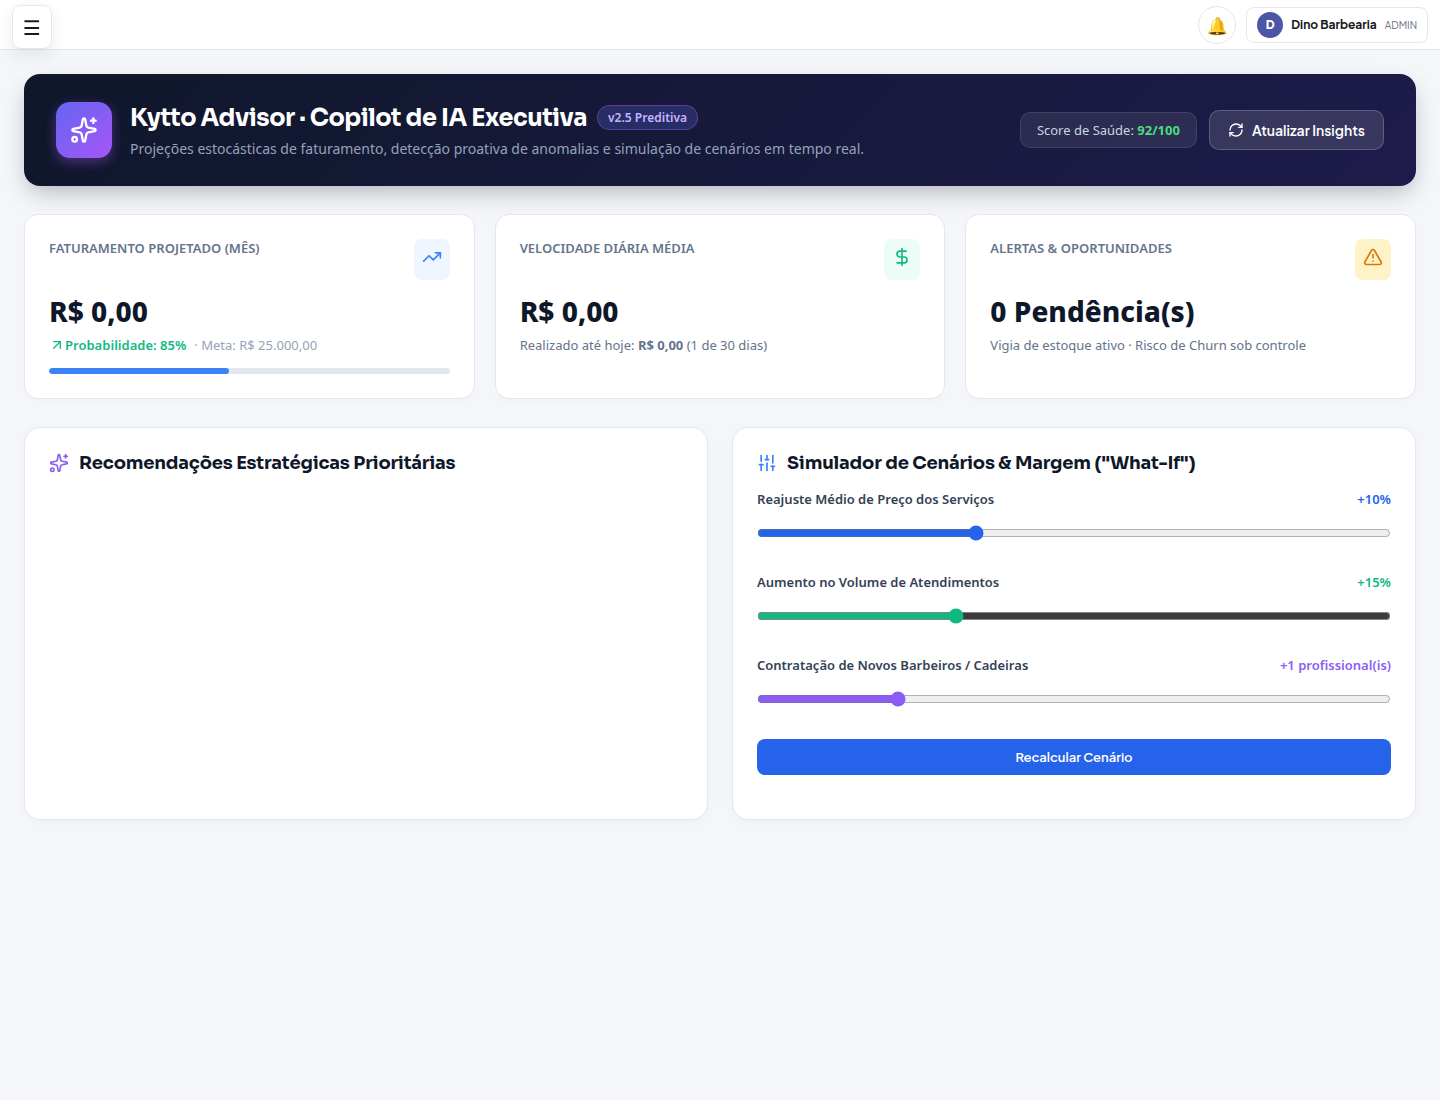 ☰
🔔
D Dino Barbearia ADMIN
Kytto Advisor · Copilot de IA Executiva v2.5 Preditiva
Projeções estocásticas de faturamento, detecção proativa de anomalias e simulação de cenários em tempo real.
Score de Saúde: 92/100
Atualizar Insights
FATURAMENTO PROJETADO (MÊS)
R$ 0,00
Probabilidade: 85% · Meta: R$ 25.000,00
VELOCIDADE DIÁRIA MÉDIA
R$ 0,00
Realizado até hoje: R$ 0,00 (1 de 30 dias)
ALERTAS & OPORTUNIDADES
0 Pendência(s)
Vigia de estoque ativo · Risco de Churn sob controle
Recomendações Estratégicas Prioritárias
Simulador de Cenários & Margem ("What-If")
Reajuste Médio de Preço dos Serviços +10%
Aumento no Volume de Atendimentos +15%
Contratação de Novos Barbeiros / Cadeiras +1 profissional(is)
Recalcular Cenário